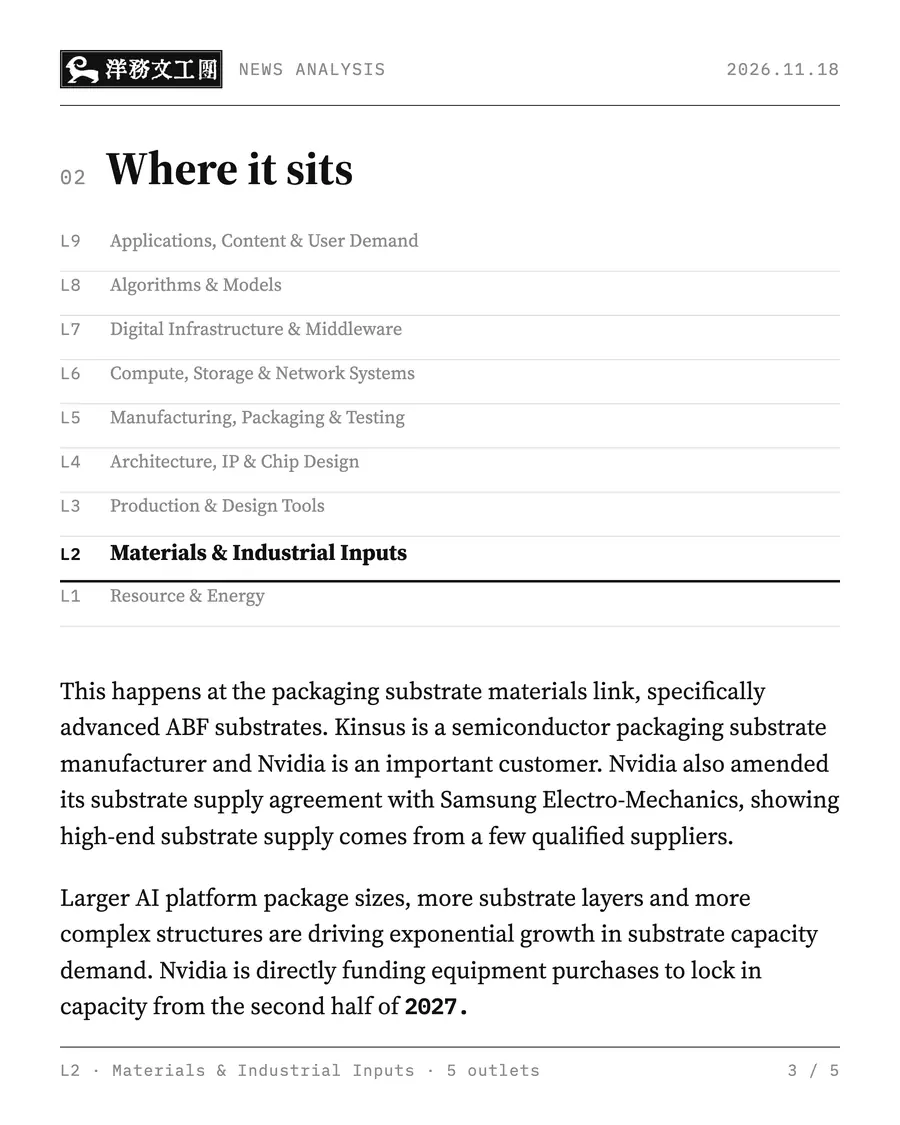 洋務文工團 NEWS ANALYSIS 2026.11.18
02 Where it sits
L9 Applications, Content & User Demand
L8 Algorithms & Models
L7 Digital Infrastructure & Middleware
L6 Compute, Storage & Network Systems
L5 Manufacturing, Packaging & Testing
L4 Architecture, IP & Chip Design
L3 Production & Design Tools
L2 Materials & Industrial Inputs
L1 Resource & Energy
This happens at the packaging substrate materials link, specifically
advanced ABF substrates. Kinsus is a semiconductor packaging substrate
manufacturer and Nvidia is an important customer. Nvidia also amended
its substrate supply agreement with Samsung Electro-Mechanics, showing
high-end substrate supply comes from a few qualified suppliers.
Larger AI platform package sizes, more substrate layers and more
complex structures are driving exponential growth in substrate capacity
demand. Nvidia is directly funding equipment purchases to lock in
capacity from the second half of 2027.
L2 · Materials & Industrial Inputs · 5 outlets 3 / 5